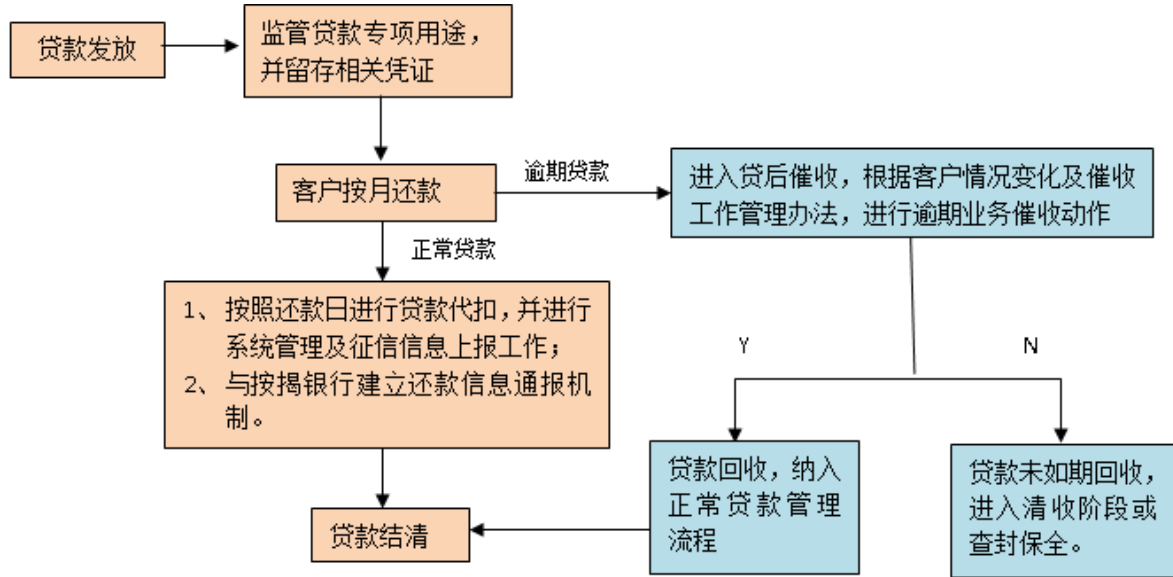 贷款发放
监管贷款专项用途，
并留存相关凭证
客户按月还款
逾期贷款
进入贷后催收，根据客户情况变化及催收
工作管理办法，进行逾期业务催收动作
正常贷款
1、 按照还款日进行贷款代扣，并进行
系统管理及征信信息上报工作；
2、 与按揭银行建立还款信息通报机
制。
Y
N
贷款回收，纳入
正常贷款管理
流程
贷款未如期回收，
进入清收阶段或
查封保全。
贷款结清